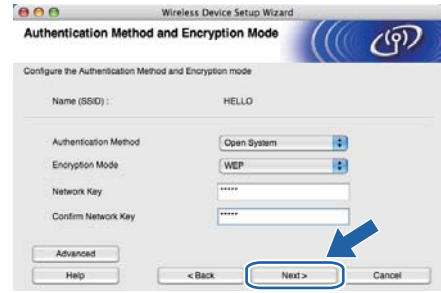 Wireless Device Setup Wizard
Authentication Method and Encryption Mode
Configure the Authentication Method and Encryption mode
Name (SSID) : HELLO
Authentication Method Open System
Encryption Mode WEP
Network Key •••••
Confirm Network Key •••••
Advanced
Help < Back Next > Cancel